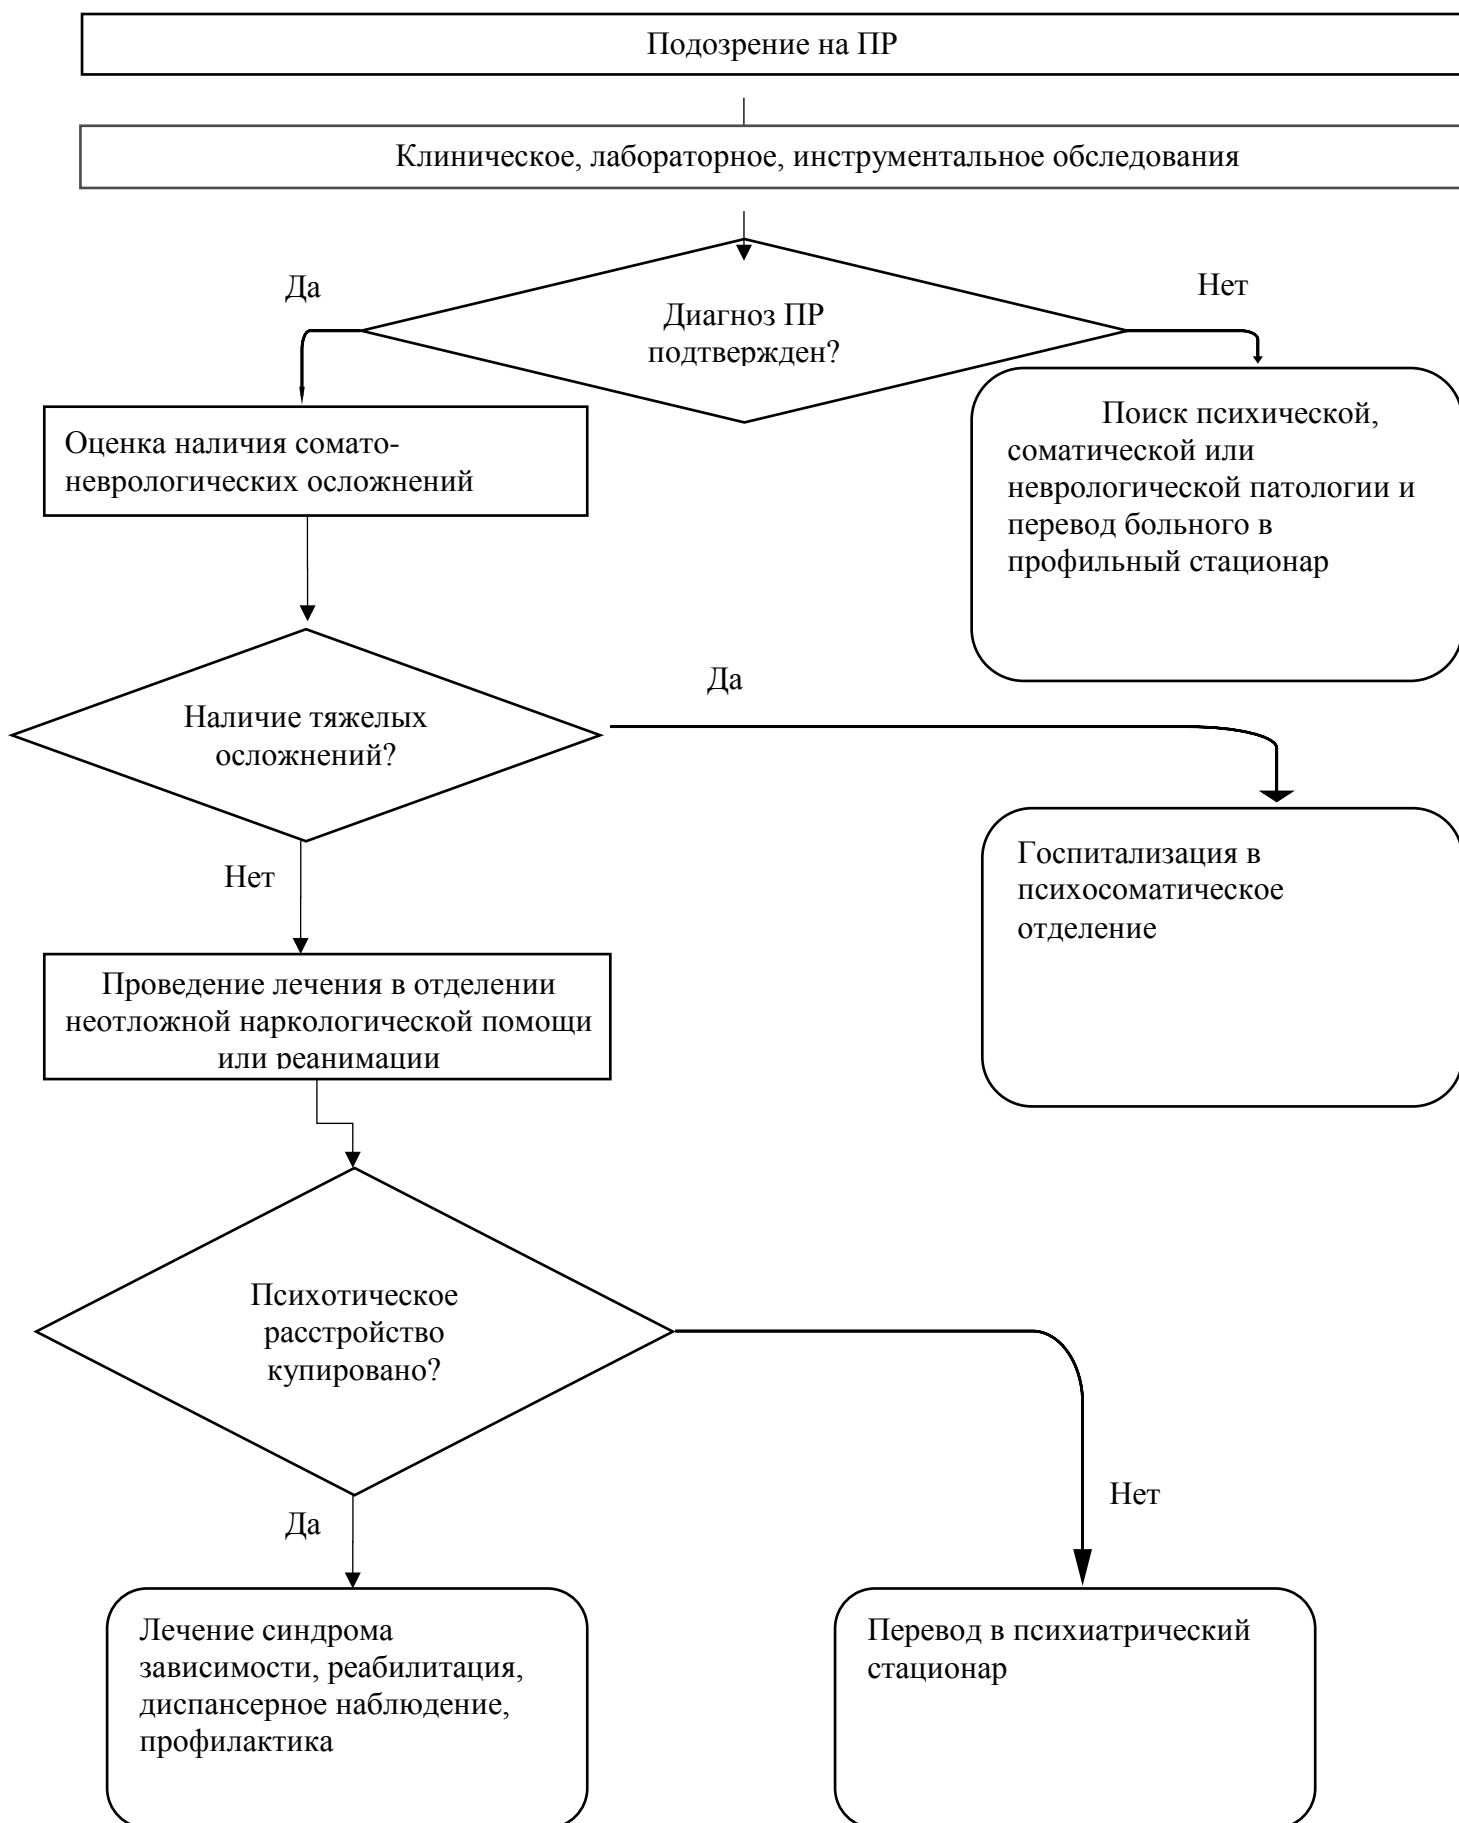 Подозрение на ПР
Клиническое, лабораторное, инструментальное обследования
Да
Нет
Диагноз ПР
подтвержден?
Поиск психической,
соматической или
неврологической патологии и
перевод больного в
профильный стационар
Оценка наличия сомато-
неврологических осложнений
Да
Наличие тяжелых
осложнений?
Госпитализация в
психосоматическое
отделение
Нет
Проведение лечения в отделении
неотложной наркологической помощи
или реанимации
Психотическое
расстройство
купировано?
Нет
Да
Лечение синдрома
зависимости, реабилитация,
диспансерное наблюдение,
профилактика
Перевод в психиатрический
стационар